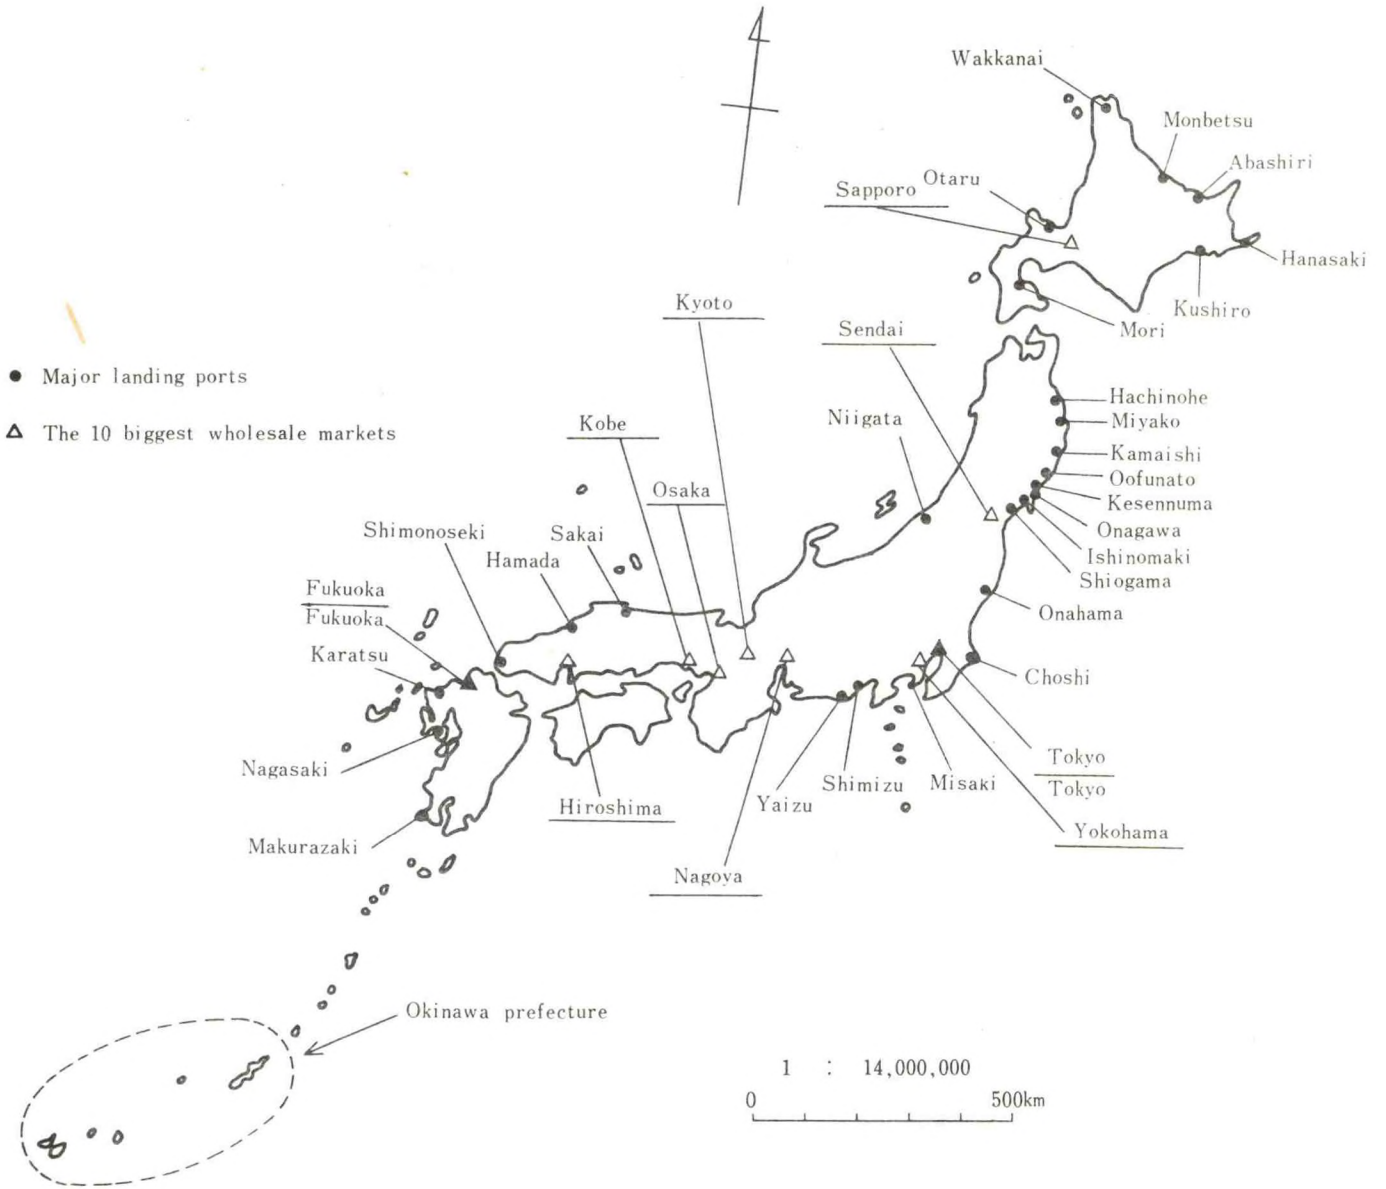 Wakkanai
Monbetsu
Abashiri
Otaru
Sapporo
Hanasaki
Kushiro
Mori
Kyoto
Sendai
● Major landing ports
△ The 10 biggest wholesale markets
Hachinohe
Miyako
Kamaishi
Oofunato
Kesennuma
Onagawa
Ishinomaki
Shiogama
Niigata
Kobe
Osaka
Shimonoseki
Sakai
Hamada
Fukuoka
Fukuoka
Karatsu
Onahama
Choshi
Nagasaki
Makurazaki
Hiroshima
Nagoya
Yaizu
Shimizu
Misaki
Tokyo
Tokyo
Yokohama
Okinawa prefecture
1 : 14,000,000
0 500km